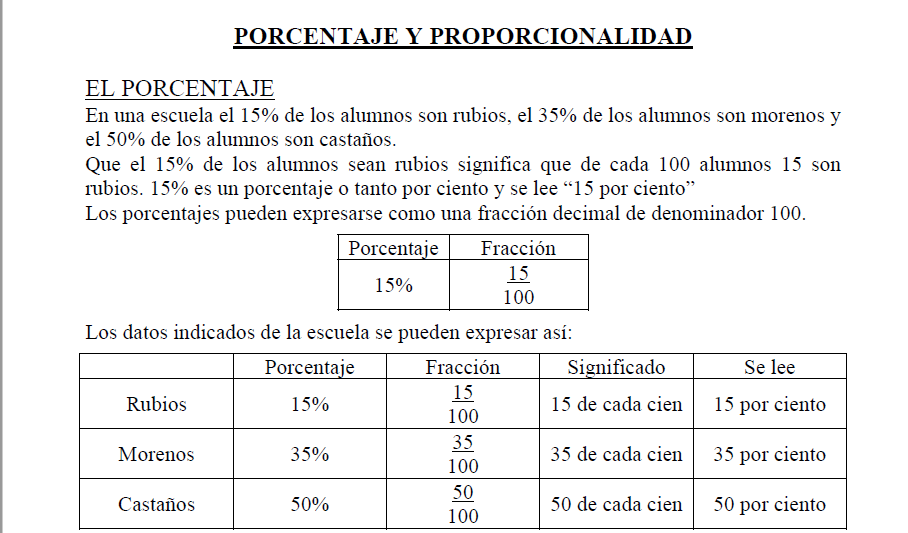 PORCENTAJE Y PROPORCIONALIDAD
EL PORCENTAJE
En una escuela el 15% de los alumnos son rubios, el 35% de los alumnos son morenos y
el 50% de los alumnos son castaños.
Que el 15% de los alumnos sean rubios significa que de cada 100 alumnos 15 son
rubios. 15% es un porcentaje o tanto por ciento y se lee “15 por ciento”
Los porcentajes pueden expresarse como una fracción decimal de denominador 100.
Porcentaje Fracción
15% 15
100
Los datos indicados de la escuela se pueden expresar así:
Porcentaje Fracción Significado Se lee
Rubios 15% 15 15 de cada cien 15 por ciento
100
Morenos 35% 35 35 de cada cien 35 por ciento
100
Castaños 50% 50 50 de cada cien 50 por ciento
100